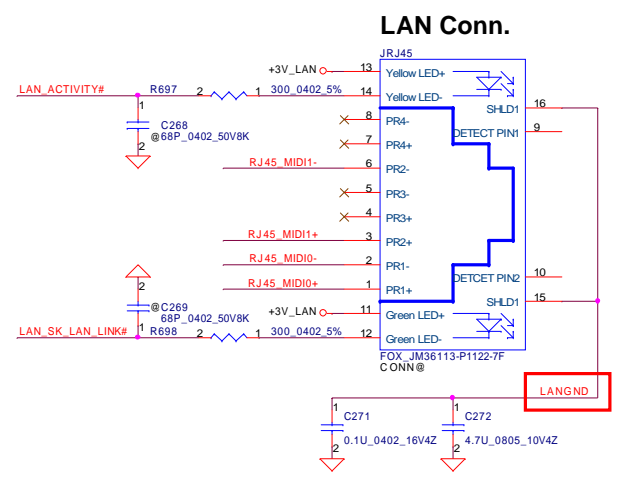 LAN Conn.
JRJ45
+3V_LAN 13 Yellow LED+
LAN_ACTIVITY# R697 2 1 300_0402_5% 14 Yellow LED-
1 C268
@68P_0402_50V8K
2
8 PR4-
7 PR4+
RJ45_MIDI1- 6 PR2-
5 PR3-
4 PR3+
RJ45_MIDI1+ 3 PR2+
RJ45_MIDI0- 2 PR1-
RJ45_MIDI0+ 1 PR1+
SHLD1 16
DETECT PIN1 9
DETCET PIN2 10
SHLD1 15
2
@C269
68P_0402_50V8K
1
+3V_LAN 11 Green LED+
LAN_SK_LAN_LINK# R698 2 1 300_0402_5% 12 Green LED-
FOX_JM36113-P1122-7F
CONN@
LANGND
1 C271
0.1U_0402_16V4Z
2
1 C272
4.7U_0805_10V4Z
2